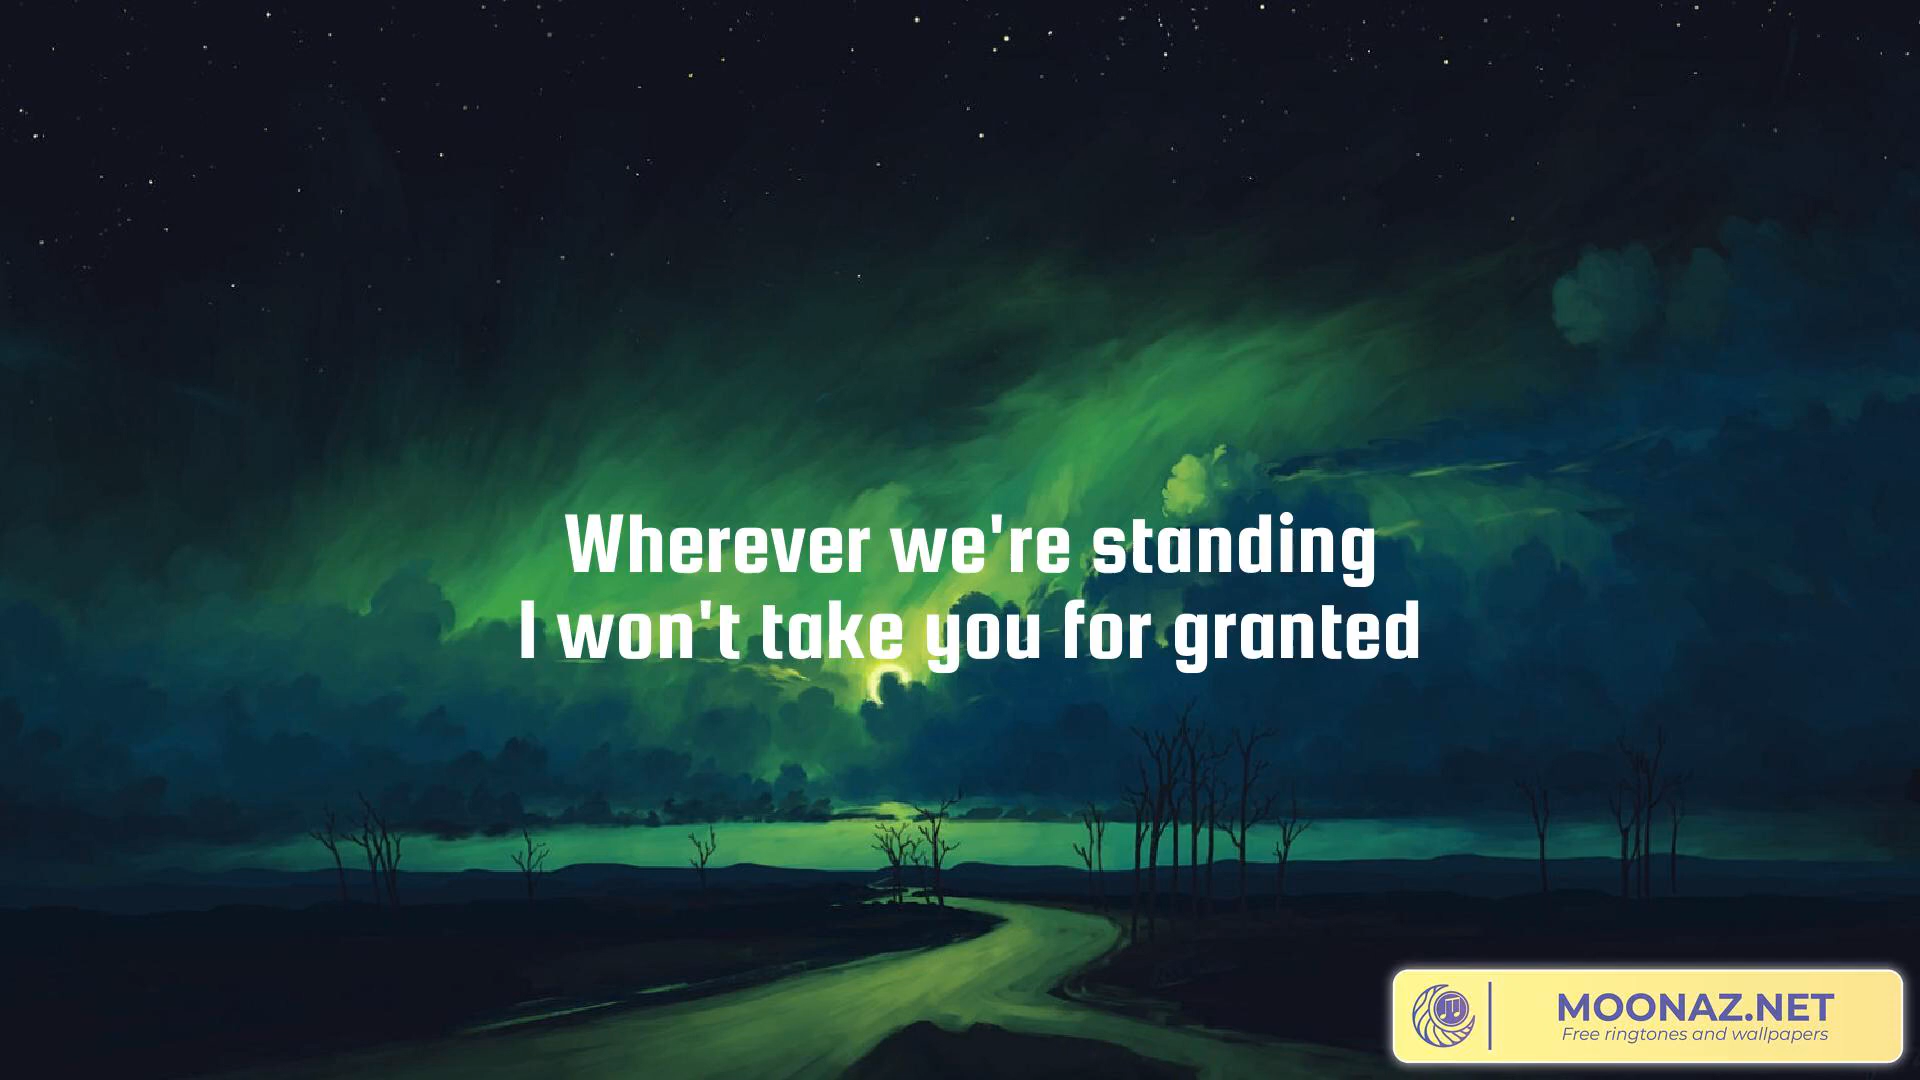 Wherever we're standing
I won't take you for granted
MOONAZ.NET
Free ringtones and wallpapers